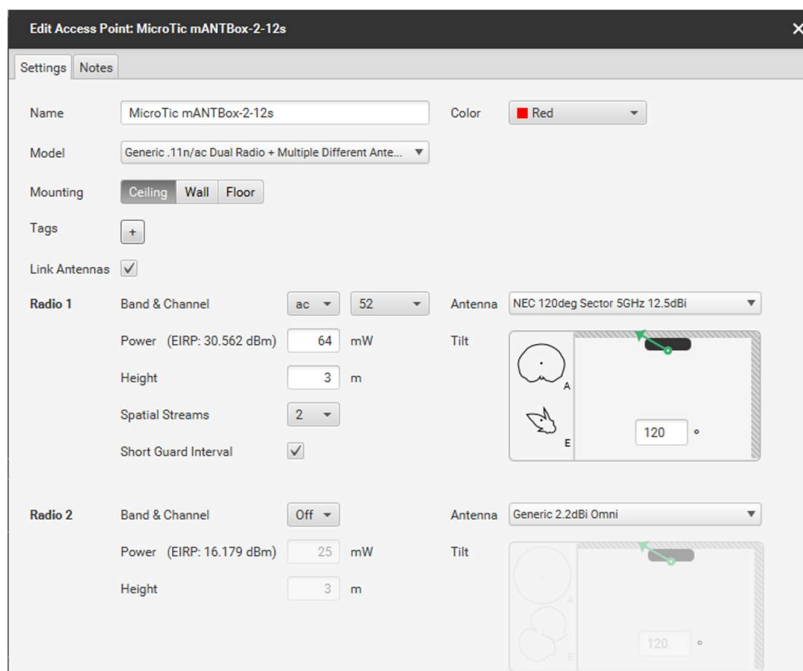 Edit Access Point: MicroTic mANTBox-2-12s
Settings Notes
Name MicroTic mANTBox-2-12s Color Red
Model Generic .11n/ac Dual Radio + Multiple Different Ante...
Mounting Ceiling Wall Floor
Tags +
Link Antennas
Radio 1 Band & Channel ac 52 Antenna NEC 120deg Sector 5GHz 12.5dBi
Power (EIRP: 30.562 dBm) 64 mW Tilt
A
Height 3 m
Spatial Streams 2 120 °
E
Short Guard Interval
Radio 2 Band & Channel Off Antenna Generic 2.2dBi Omni
Power (EIRP: 16.179 dBm) 25 mW Tilt
Height 3 m A
120 °
E